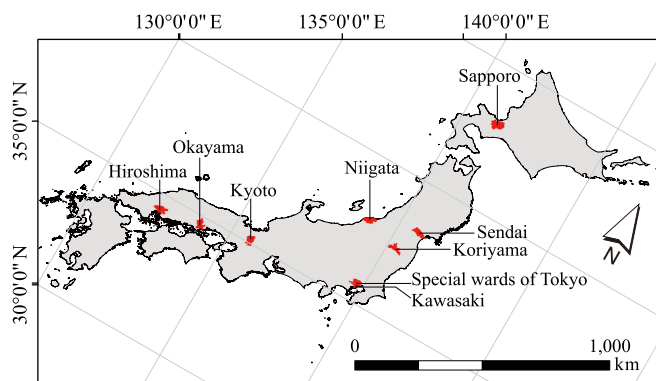 130°0'0"E
135°0'0"E
140°0'0"E
35°0'0"N
30°0'0"N
Sapporo
Okayama
Hiroshima
Kyoto
Niigata
Sendai
Koriyama
Special wards of Tokyo
Kawasaki
N
0
1,000
km